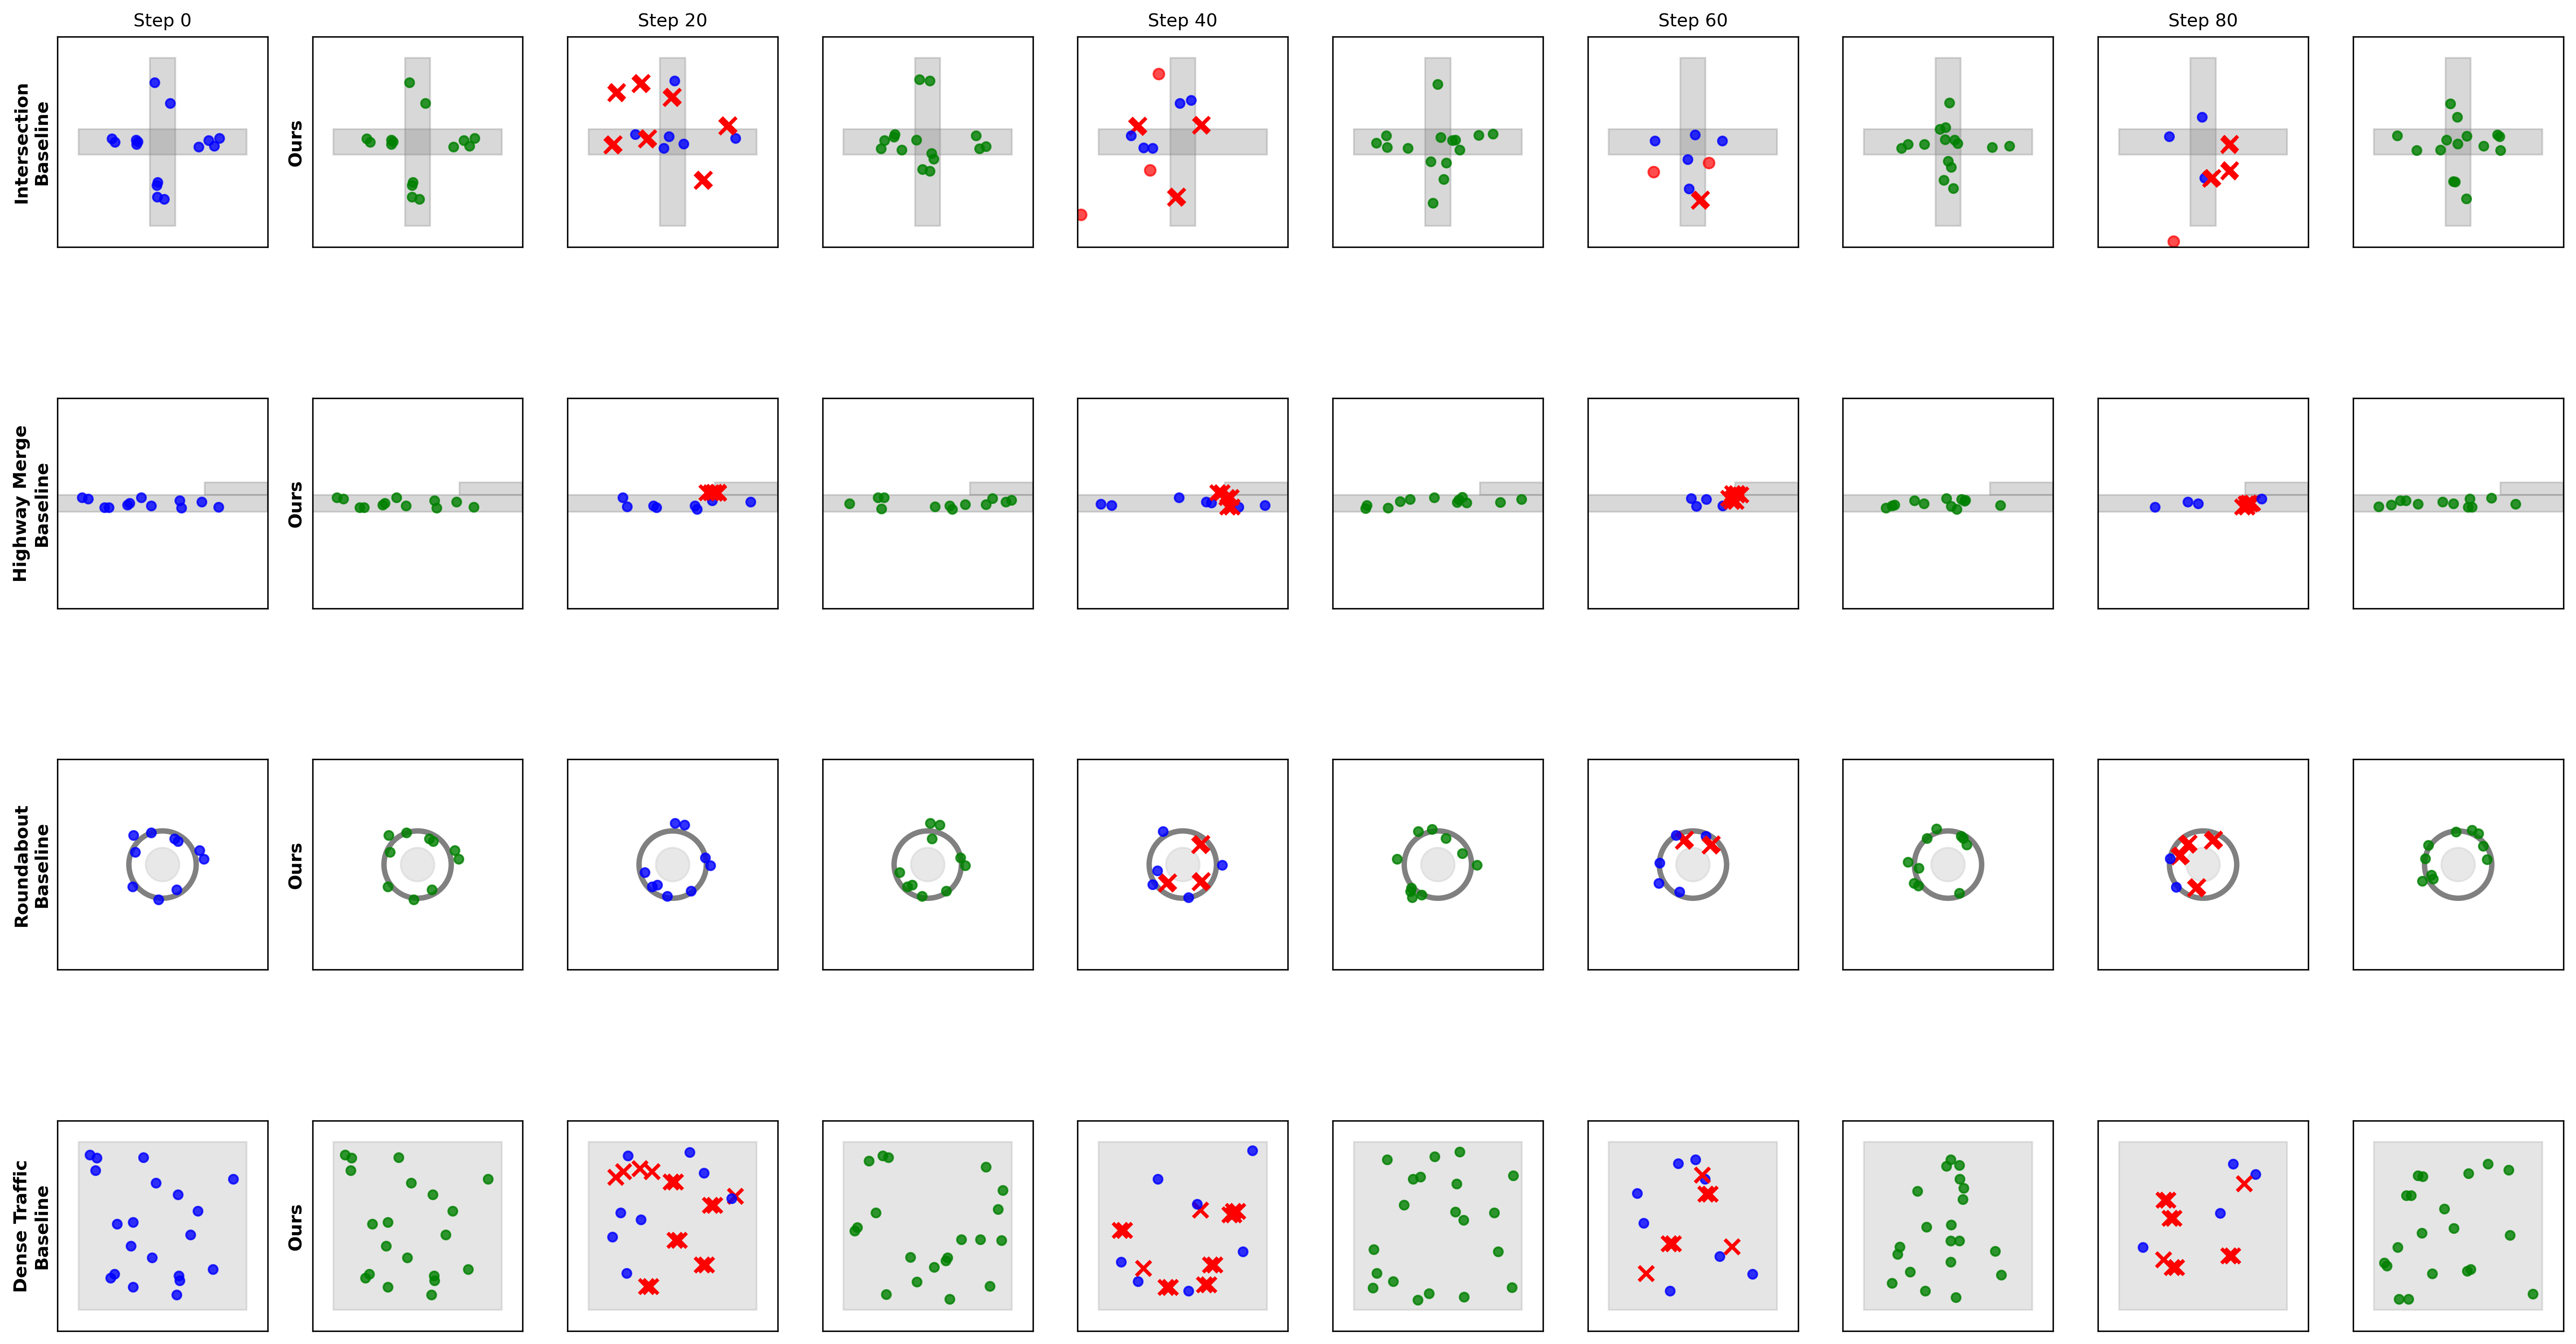 Step 0
Step 20
Step 40
Step 60
Step 80
Intersection
Baseline
Ours
Highway Merge
Baseline
Ours
Roundabout
Baseline
Ours
Dense Traffic
Baseline
Ours